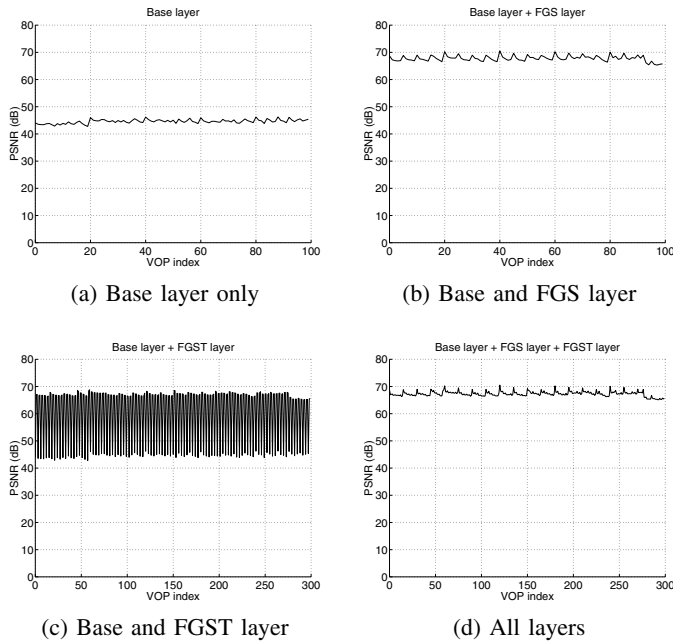 Base layer
80
70
60
50
40
30
20
10
0
PSNR (dB)
0 20 40 60 80 100
VOP index
(a) Base layer only
Base layer + FGS layer
80
70
60
50
40
30
20
10
0
PSNR (dB)
0 20 40 60 80 100
VOP index
(b) Base and FGS layer
Base layer + FGST layer
80
70
60
50
40
30
20
10
0
PSNR (dB)
0 50 100 150 200 250 300
VOP index
(c) Base and FGST layer
Base layer + FGS layer + FGST layer
80
70
60
50
40
30
20
10
0
PSNR (dB)
0 50 100 150 200 250 300
VOP index
(d) All layers